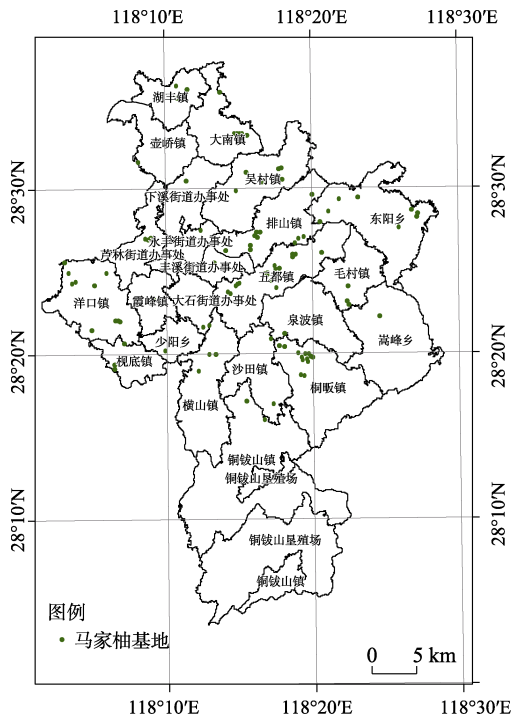 118°10′E 118°20′E 118°30′E
湖丰镇
壶峤镇
大南镇
吴村镇
28°30′N 28°30′N
下溪街道办事处
排山镇
东阳乡
永丰街道办事处
芦林街道办事处
丰溪街道办事处
五都镇
毛村镇
洋口镇
霞峰镇
大石街道办事处
泉波镇
少阳乡
嵩峰乡
28°20′N 28°20′N
枧底镇
沙田镇
桐畈镇
横山镇
铜钹山镇
铜钹山垦殖场
28°10′N 28°10′N
铜钹山垦殖场
铜钹山镇
图例
马家柚基地
0 5 km
118°10′E 118°20′E 118°30′E